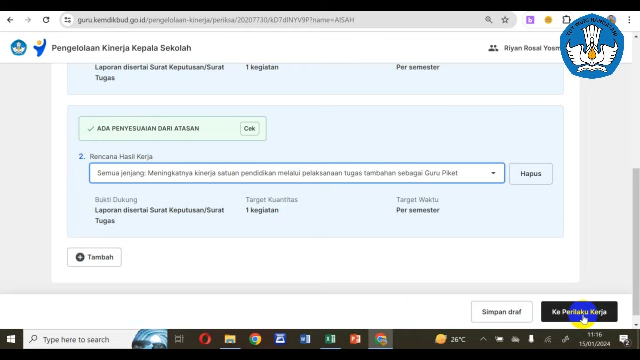 guru.kemdikbud.go.id/pengelolaan-kinerja/periksa/20207730/kD7dINYV9P?name=AISAH
Pengelolaan Kinerja Kepala Sekolah
Riyan Rosal Yosm
Laporan disertai Surat Keputusan/Surat Tugas
1 kegiatan
Per semester
ADA PENYESUAIAN DARI ATASAN
Cek
2. Rencana Hasil Kerja
Semua jenjang: Meningkatnya kinerja satuan pendidikan melalui pelaksanaan tugas tambahan sebagai Guru Piket
Hapus
Bukti Dukung
Target Kuantitas
Target Waktu
Laporan disertai Surat Keputusan/Surat Tugas
1 kegiatan
Per semester
Tambah
Simpan draf
Ke Perilaku Kerja
Type here to search
26°C
11:16
15/01/2024